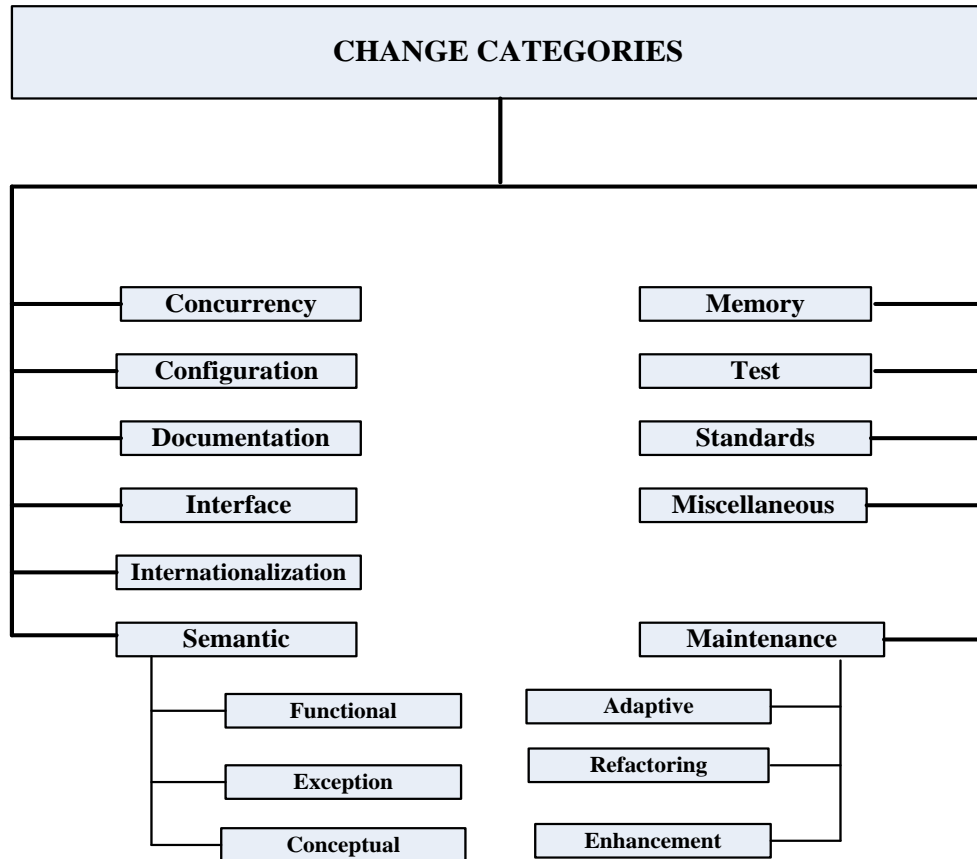 CHANGE CATEGORIES
Concurrency
Configuration
Documentation
Interface
Internationalization
Semantic
Functional
Exception
Conceptual
Memory
Test
Standards
Miscellaneous
Maintenance
Adaptive
Refactoring
Enhancement